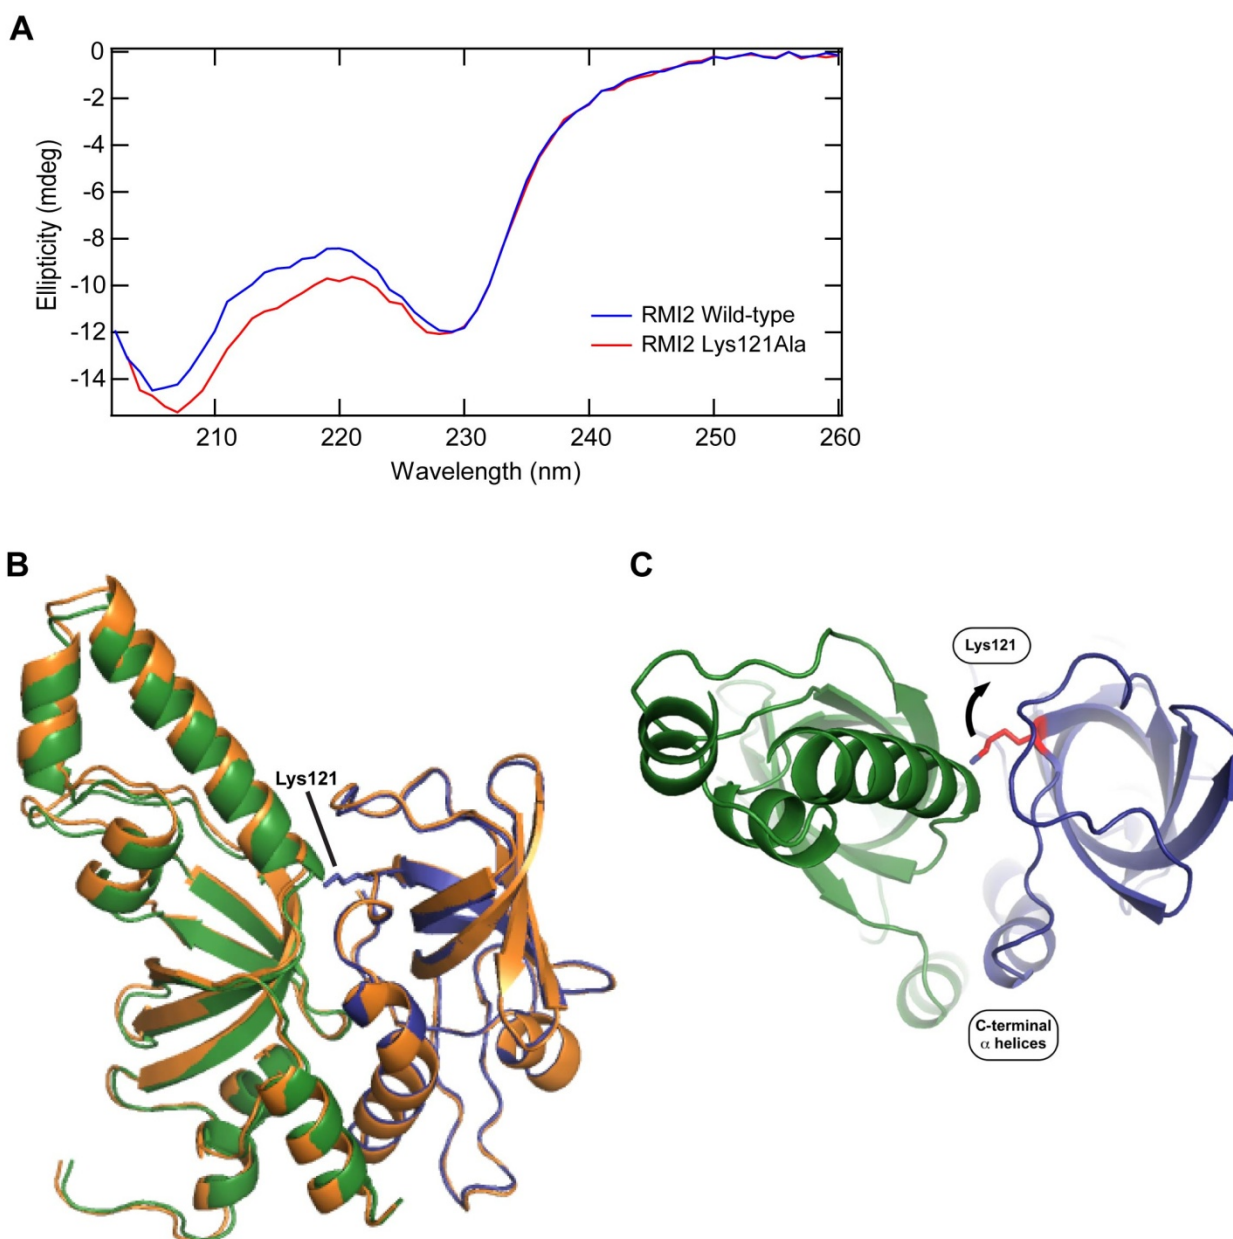 A
0
-2
-4
-6
-8
-10
-12
-14
Ellipticity (mdeg)
RMI2 Wild-type
RMI2 Lys121Ala
210 220 230 240 250 260
Wavelength (nm)
B
Lys121
C
Lys121
C-terminal
α helices